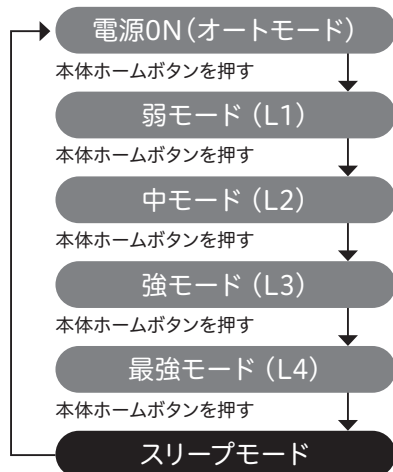 電源ON（オートモード）
本体ホームボタンを押す
弱モード（L1）
本体ホームボタンを押す
中モード（L2）
本体ホームボタンを押す
強モード（L3）
本体ホームボタンを押す
最強モード（L4）
本体ホームボタンを押す
スリープモード